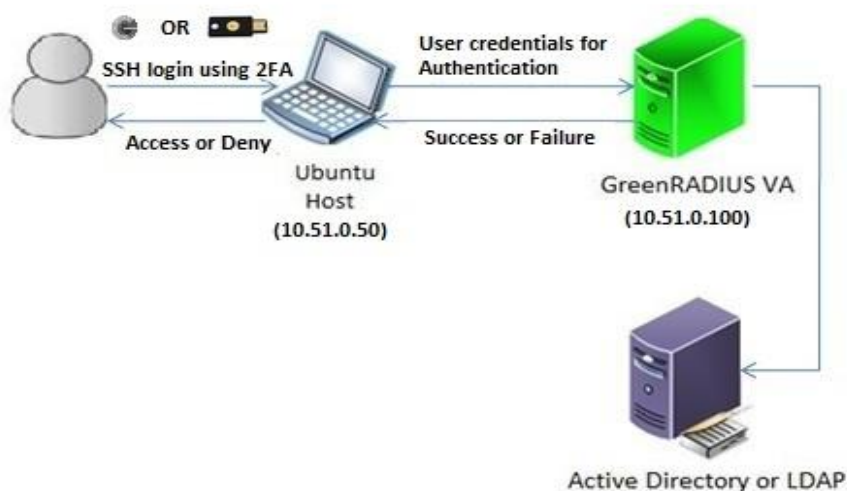 OR
SSH login using 2FA
Access or Deny
User credentials for
Authentication
Success or Failure
Ubuntu
Host
(10.51.0.50)
GreenRADIUS VA
(10.51.0.100)
Active Directory or LDAP